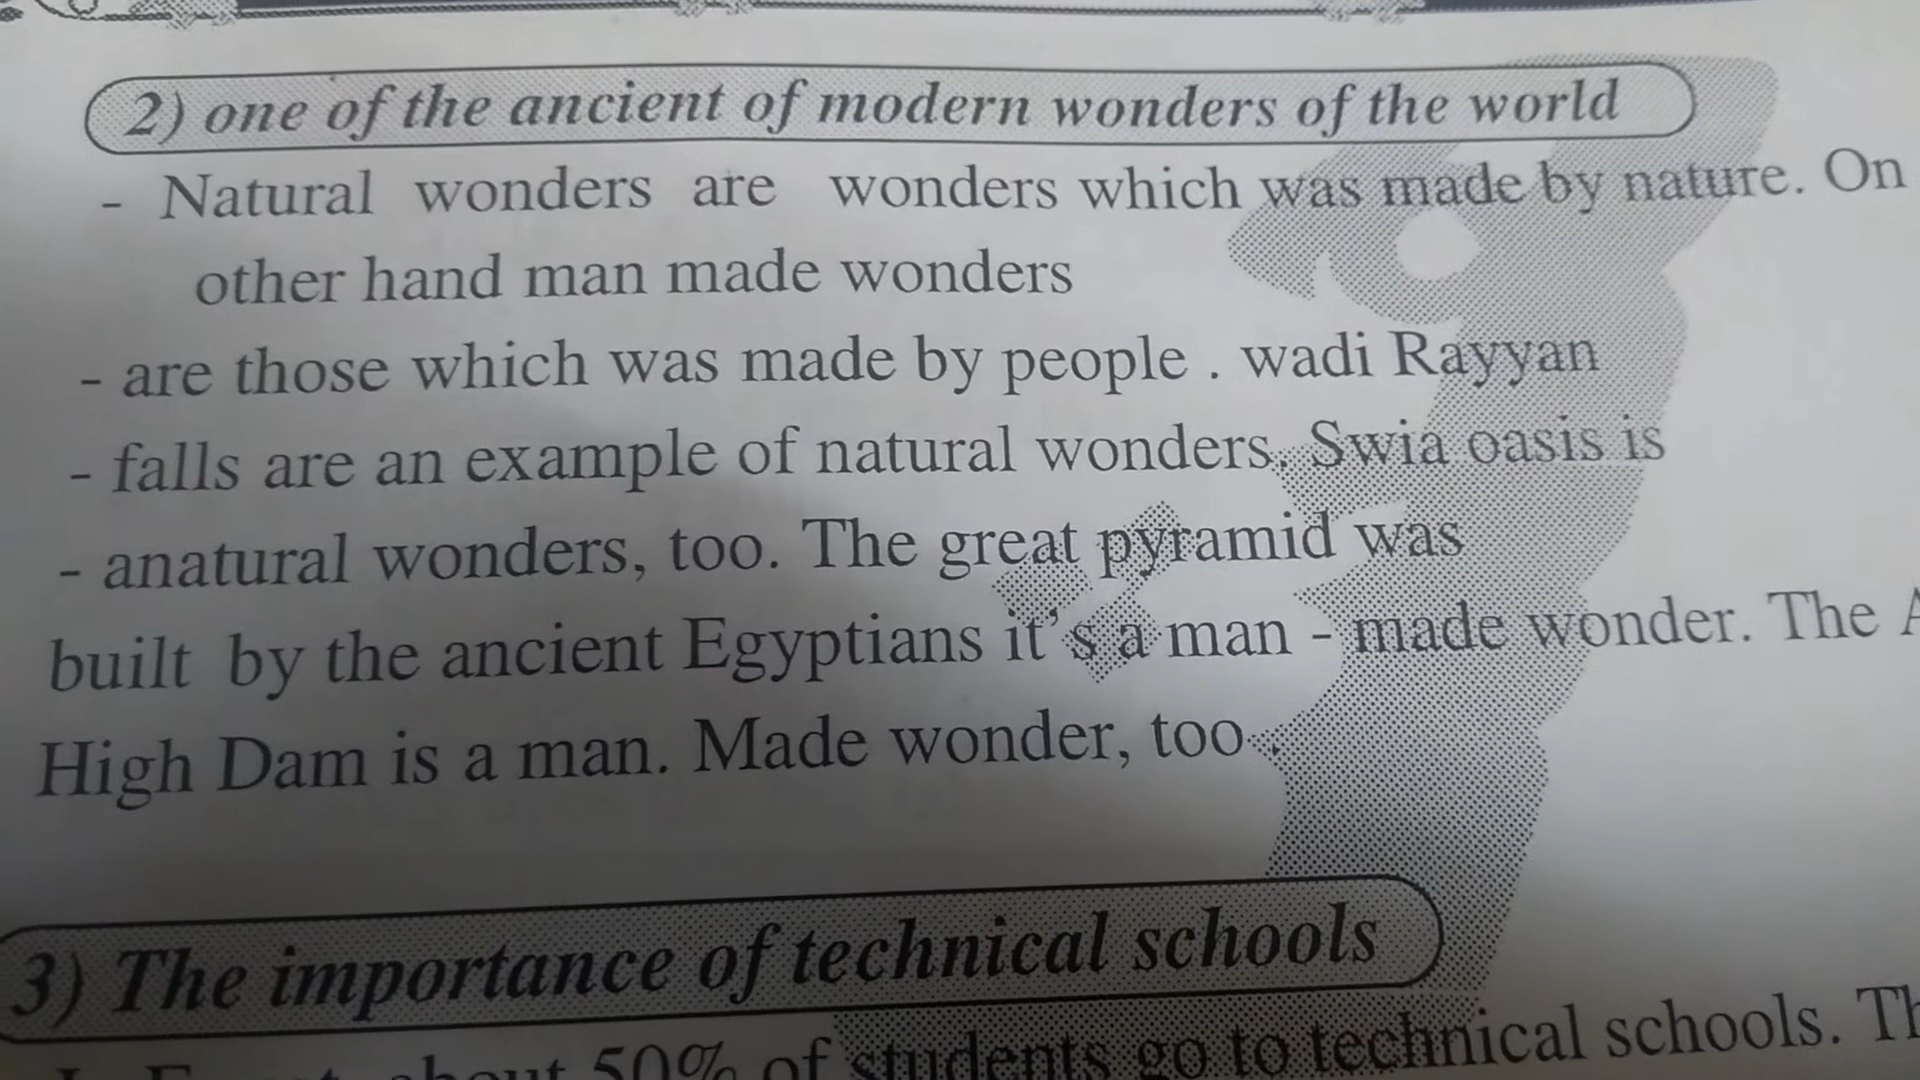 2) one of the ancient of modern wonders of the world
- Natural wonders are wonders which was made by nature. On
other hand man made wonders
- are those which was made by people . wadi Rayyan
- falls are an example of natural wonders. Swia oasis is
- anatural wonders, too. The great pyramid was
built by the ancient Egyptians it's a man - made wonder. The
High Dam is a man. Made wonder, too .
3) The importance of technical schools
about 50% of students go to technical schools.